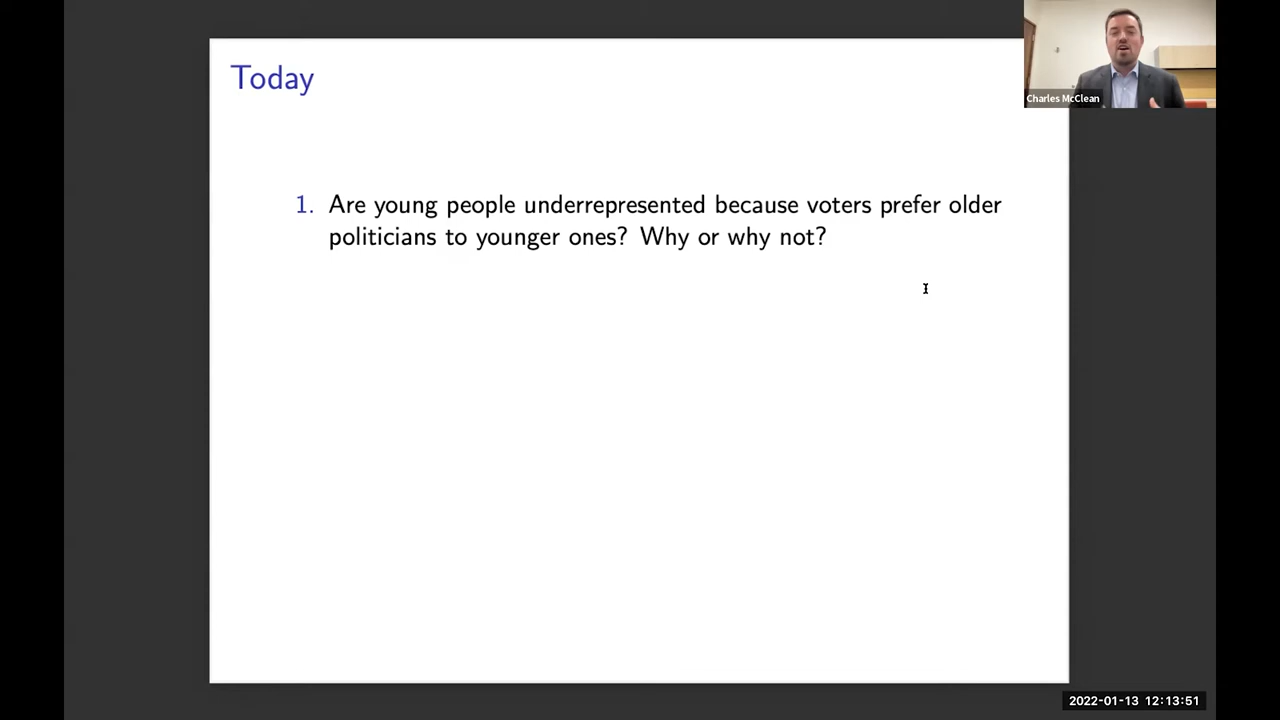 Today
Charles McClean
1. Are young people underrepresented because voters prefer older
politicians to younger ones? Why or why not?
2022-01-13 12:13:51